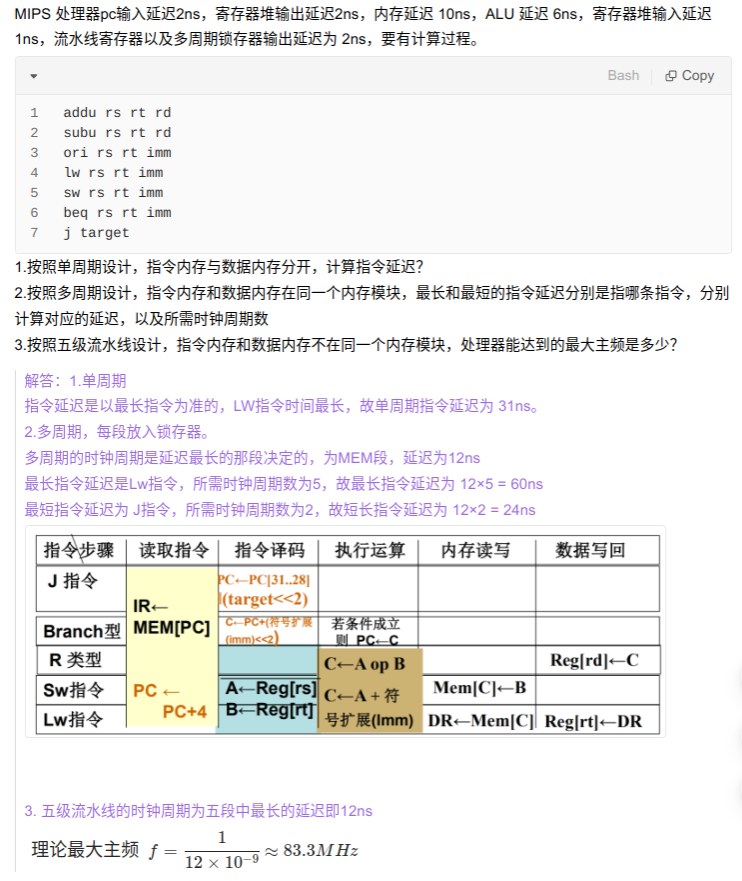 MIPS 处理器pc输入延迟2ns，寄存器堆输出延迟2ns，内存延迟 10ns，ALU 延迟 6ns，寄存器堆输入延迟
1ns，流水线寄存器以及多周期锁存器输出延迟为 2ns，要有计算过程。
Bash Copy
1 addu rs rt rd
2 subu rs rt rd
3 ori rs rt imm
4 lw rs rt imm
5 sw rs rt imm
6 beq rs rt imm
7 j target
1.按照单周期设计，指令内存与数据内存分开，计算指令延迟？
2.按照多周期设计，指令内存和数据内存在同一个内存模块，最长和最短的指令延迟分别是指哪条指令，分别
计算对应的延迟，以及所需时钟周期数
3.按照五级流水线设计，指令内存和数据内存不在同一个内存模块，处理器能达到的最大主频是多少？
解答：1.单周期
指令延迟是以最长指令为准的，LW指令时间最长，故单周期指令延迟为 31ns。
2.多周期，每段放入锁存器。
多周期的时钟周期是延迟最长的那段决定的，为MEM段，延迟为12ns
最长指令延迟是Lw指令，所需时钟周期数为5，故最长指令延迟为 12×5 = 60ns
最短指令延迟为 J指令，所需时钟周期数为2，故短长指令延迟为 12×2 = 24ns
指令步骤 读取指令 指令译码 执行运算 内存读写 数据写回
J 指令 PC←PC[31..28]
(target<<2)
IR←
MEM[PC]
PC ←
PC+4
Branch型 C←PC+(符号扩展
(imm)<<2) 若条件成立
则 PC←C
R 类型 C←A op B Reg[rd]←C
Sw指令 A←Reg[rs] C←A + 符 Mem[C]←B
Lw指令 B←Reg[rt] 号扩展(Imm) DR←Mem[C] Reg[rt]←DR
3. 五级流水线的时钟周期为五段中最长的延迟即12ns
理论最大主频 f = 1 / 12 × 10⁻⁹ ≈ 83.3MHz